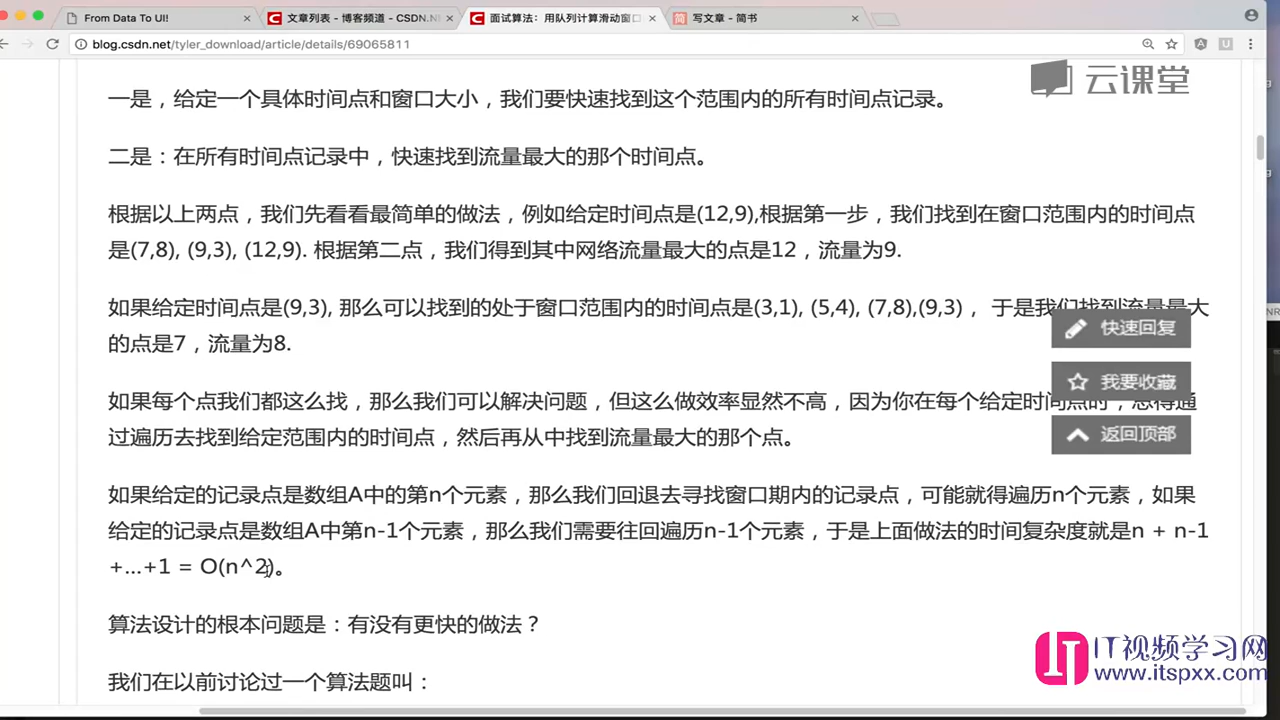 From Data To UI!
文章列表 - 博客频道 - CSDN.N
面试算法：用队列计算滑动窗口
写文章 - 简书
blog.csdn.net/tyler_download/article/details/69065811
云课堂
一是，给定一个具体时间点和窗口大小，我们要快速找到这个范围内的所有时间点记录。
二是：在所有时间点记录中，快速找到流量最大的那个时间点。
根据以上两点，我们先看看最简单的做法，例如给定时间点是(12,9),根据第一步，我们找到在窗口范围内的时间点
是(7,8), (9,3), (12,9). 根据第二点，我们得到其中网络流量最大的点是12，流量为9.
如果给定时间点是(9,3), 那么可以找到的处于窗口范围内的时间点是(3,1), (5,4), (7,8),(9,3)， 于是我们找到流量最大
的点是7，流量为8.
快速回复
我要收藏
返回顶部
如果每个点我们都这么找，那么我们可以解决问题，但这么做效率显然不高，因为你在每个给定时间点时，总得通
过遍历去找到给定范围内的时间点，然后再从中找到流量最大的那个点。
如果给定的记录点是数组A中的第n个元素，那么我们回退去寻找窗口期内的记录点，可能就得遍历n个元素，如果
给定的记录点是数组A中第n-1个元素，那么我们需要往回遍历n-1个元素，于是上面做法的时间复杂度就是n + n-1
+...+1 = O(n^2)。
算法设计的根本问题是：有没有更快的做法？
我们在以前讨论过一个算法题叫：
IT视频学习网
www.itspxx.com